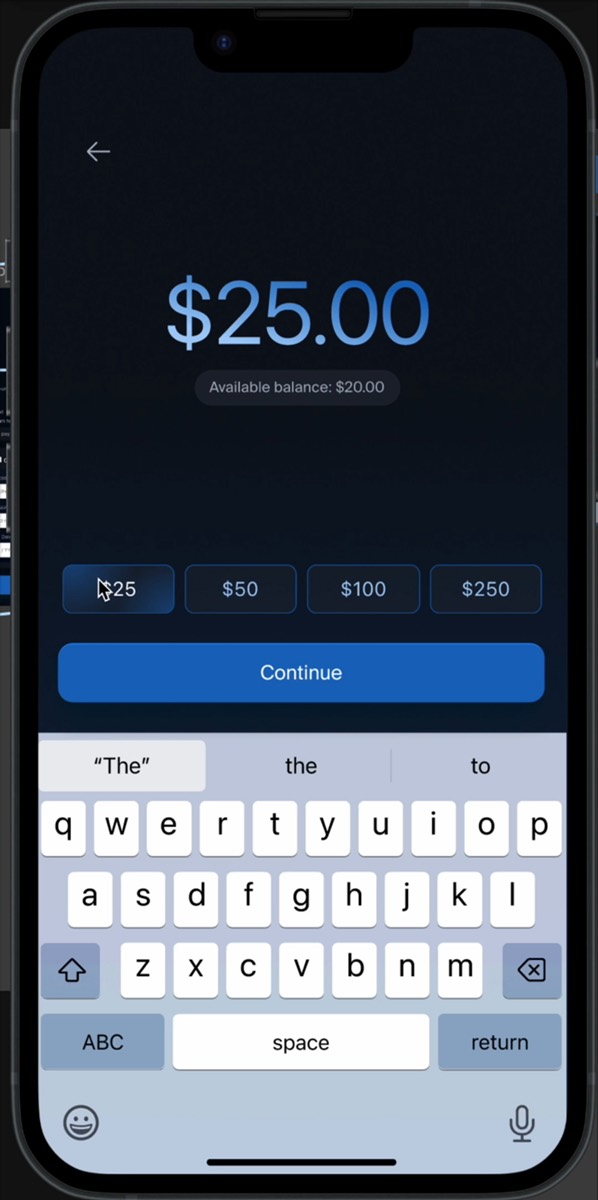 $25.00
Available balance: $20.00
$25 $50 $100 $250
Continue
“The” the to
q w e r t y u i o p
a s d f g h j k l
z x c v b n m
ABC space return